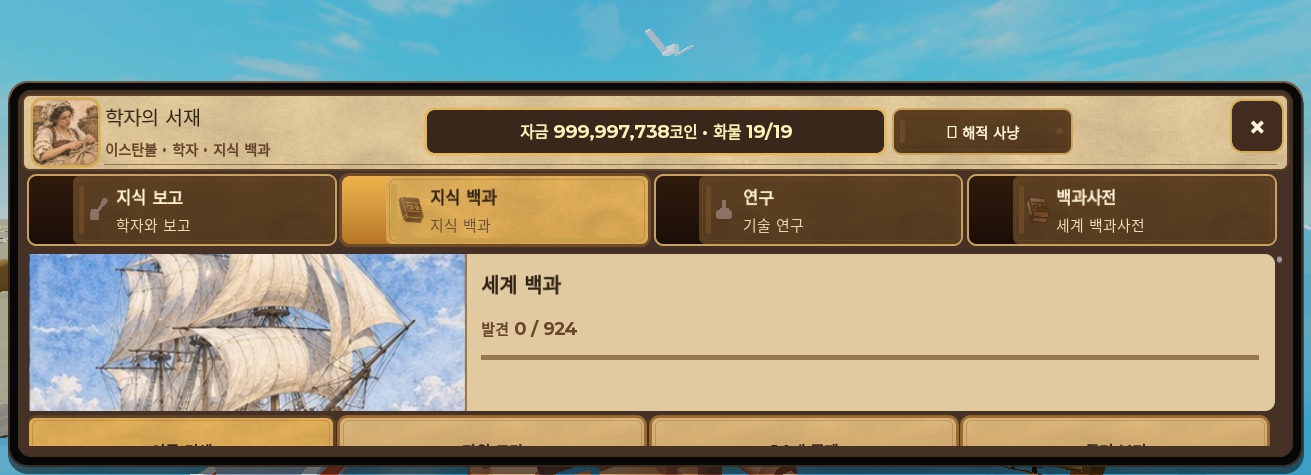 학자의 서재
이스탄불 • 학자 • 지식 백과
자금 999,997,738코인 • 화물 19/19
해적 사냥
×
지식 보고
학자와 보고
지식 백과
지식 백과
연구
기술 연구
백과사전
세계 백과사전
세계 백과
발견 0 / 924